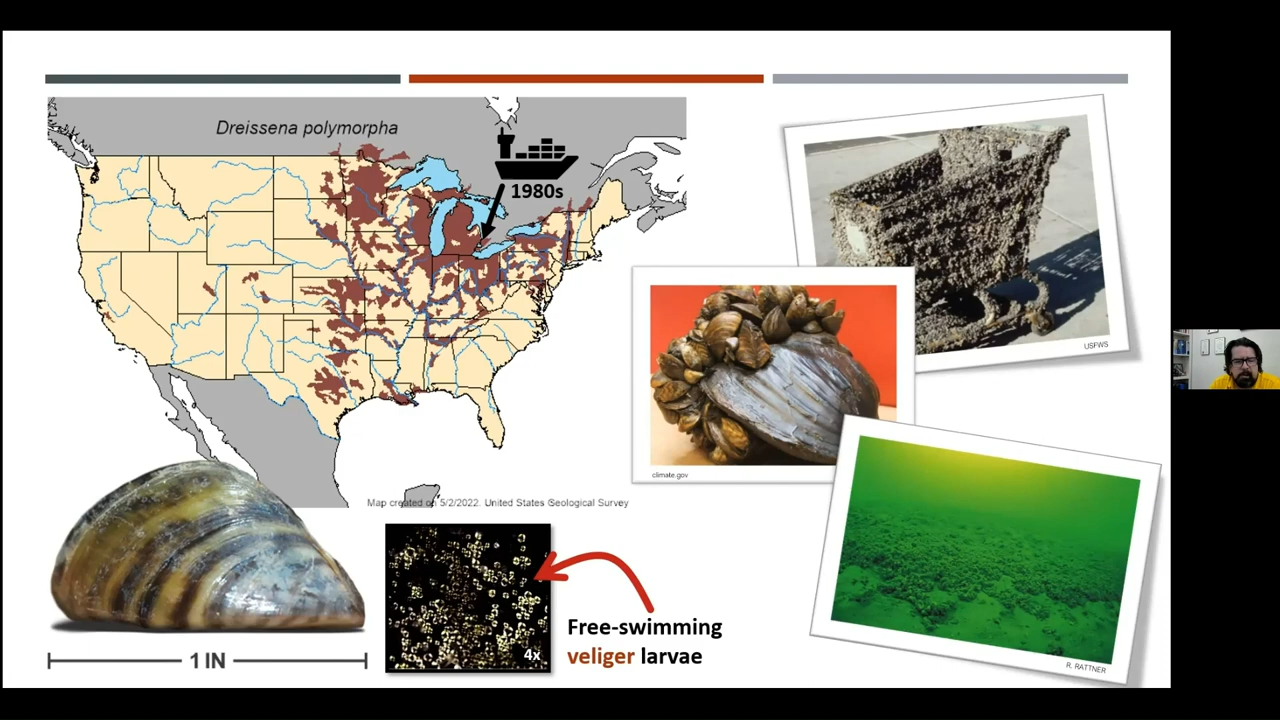 Dreissena polymorpha
1980s
USFWS
climate.gov
Map created on 5/2/2022. United States Geological Survey
4x
Free-swimming
veliger larvae
1 IN
R. RATTNER